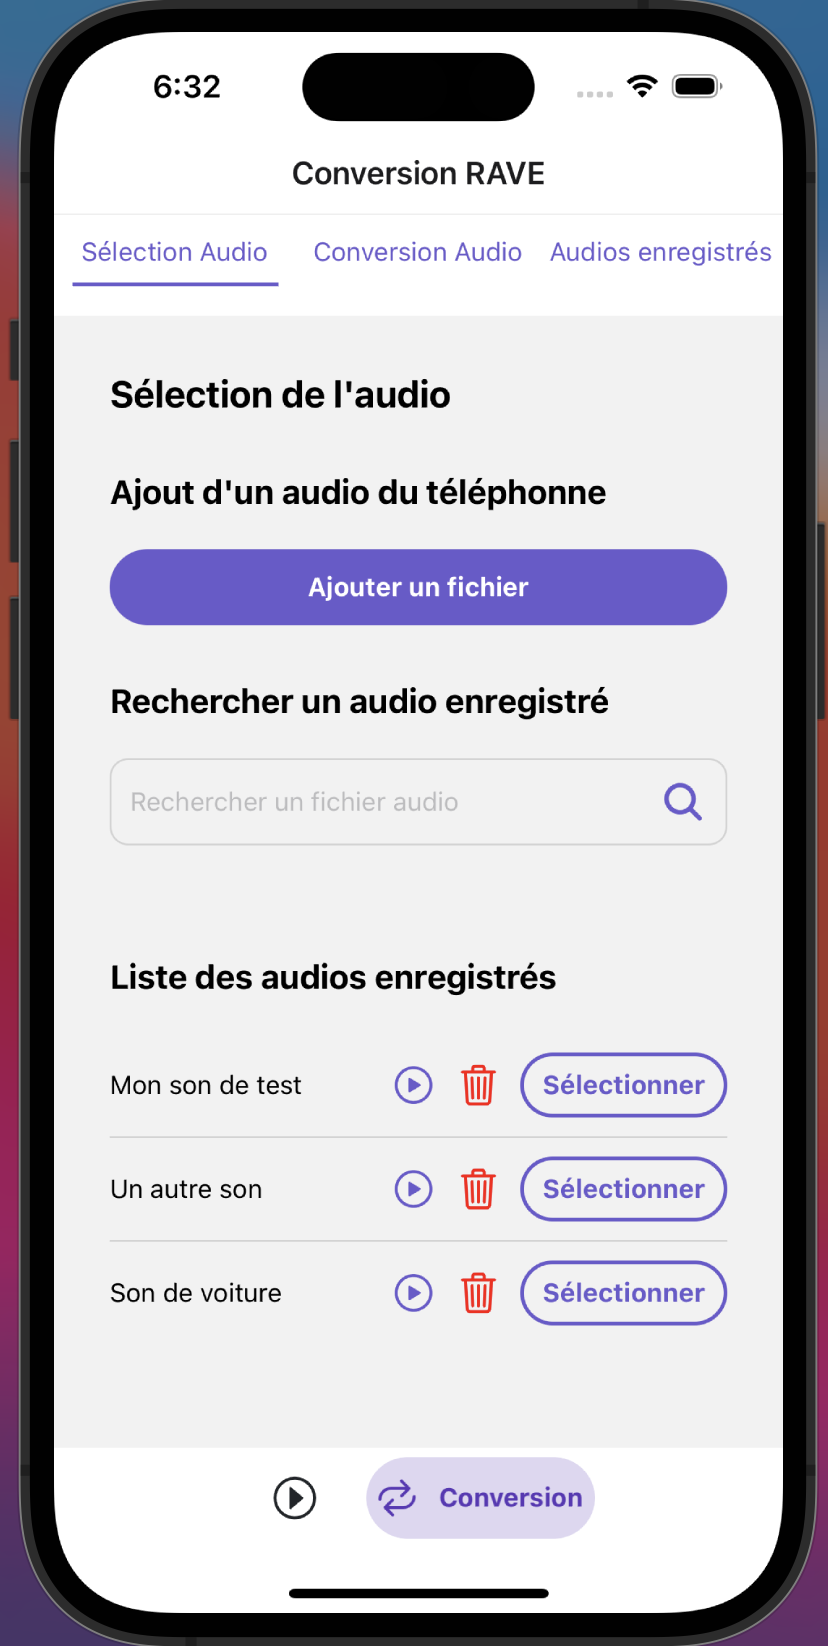 6:32
Conversion RAVE
Sélection Audio Conversion Audio Audios enregistrés
Sélection de l'audio
Ajout d'un audio du téléphonne
Ajouter un fichier
Rechercher un audio enregistré
Rechercher un fichier audio
Liste des audios enregistrés
Mon son de test Sélectionner
Un autre son Sélectionner
Son de voiture Sélectionner
Conversion